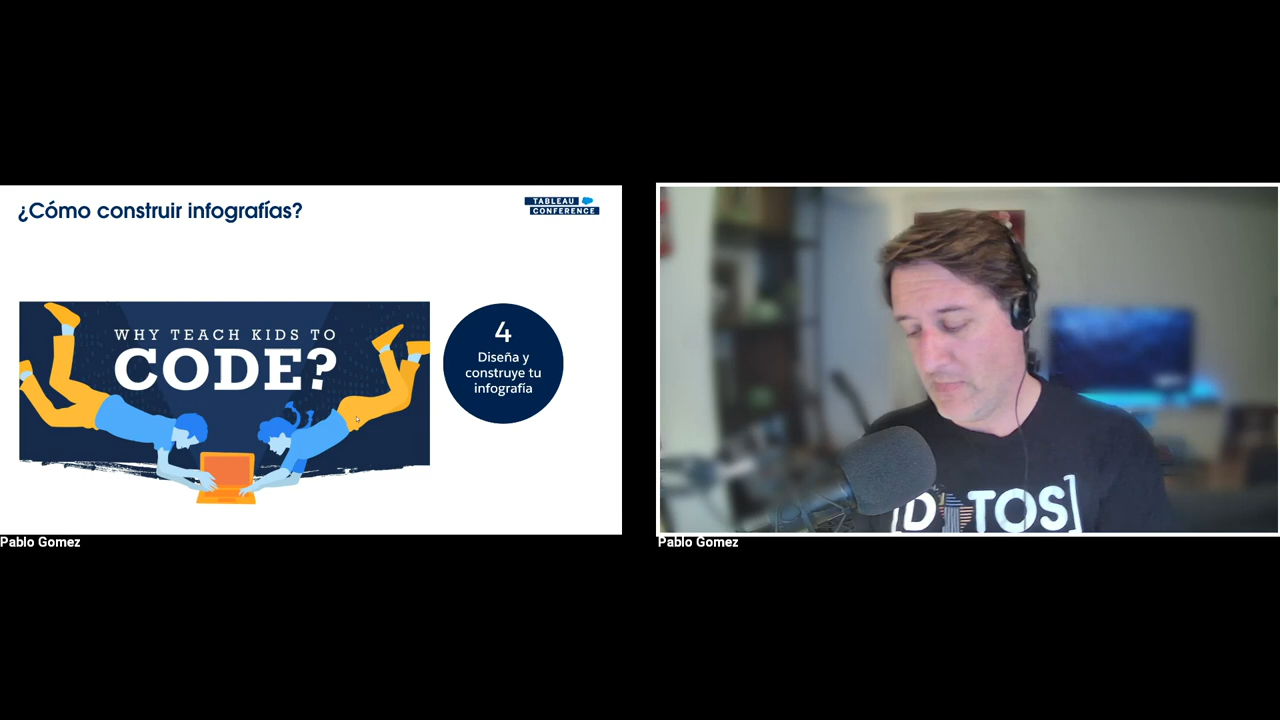 ¿Cómo construir infografías?
TABLEAU
CONFERENCE
WHY TEACH KIDS TO
CODE?
4
Diseña y
construye tu
infografía
Pablo Gomez
[D TOS]
Pablo Gomez